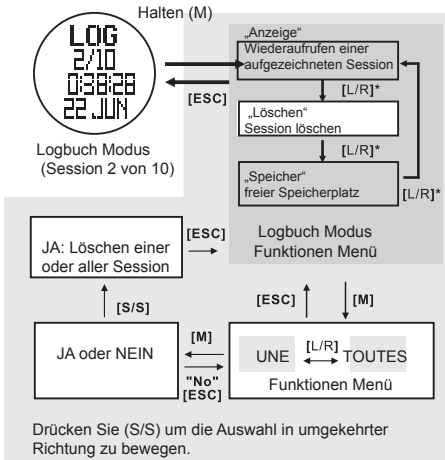 Halten (M)
LOG
2/10
0:38:28
22 JUN
Logbuch Modus
(Session 2 von 10)
[ESC]
„Anzeige"
Wiederaufrufen einer
aufgezeichneten Session
[L/R]*
„Löschen"
Session löschen
[L/R]*
„Speicher"
freier Speicherplatz
[L/R]*
Logbuch Modus
Funktionen Menü
JA: Löschen einer
oder aller Session
[ESC]
[S/S]
[ESC]
[M]
JA oder NEIN
[M]
"No"
[ESC]
UNE
[L/R]
TOUTES
Funktionen Menü
Drücken Sie (S/S) um die Auswahl in umgekehrter
Richtung zu bewegen.